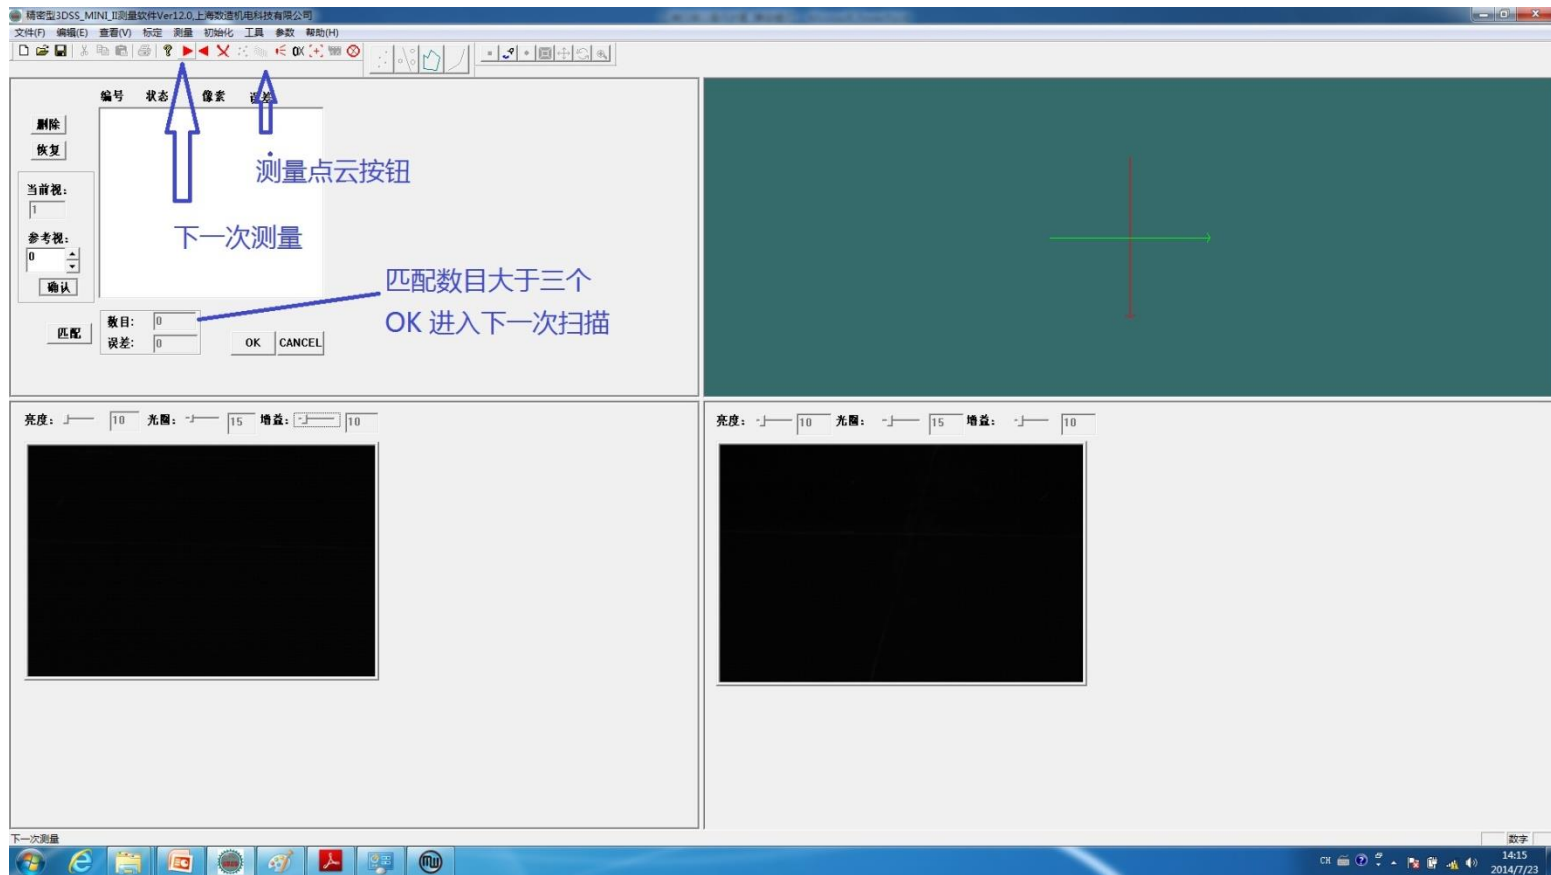 精密型3DSS_MINI_II测量软件Ver12.0,上海数造机电科技有限公司
文件(F) 编辑(E) 查看(V) 标定 测量 初始化 工具 参数 帮助(H)
编号 状态 像素 误差
删除
恢复
测量点云按钮
当前视:
1
下一次测量
参考视:
0
确认
匹配数目大于三个
OK 进入下一次扫描
匹配
数目: 0
误差: 0
OK CANCEL
亮度: 10 光圈: 15 增益: 10
亮度: 10 光圈: 15 增益: 10
下一次测量
数字
CH
14:15
2014/7/23